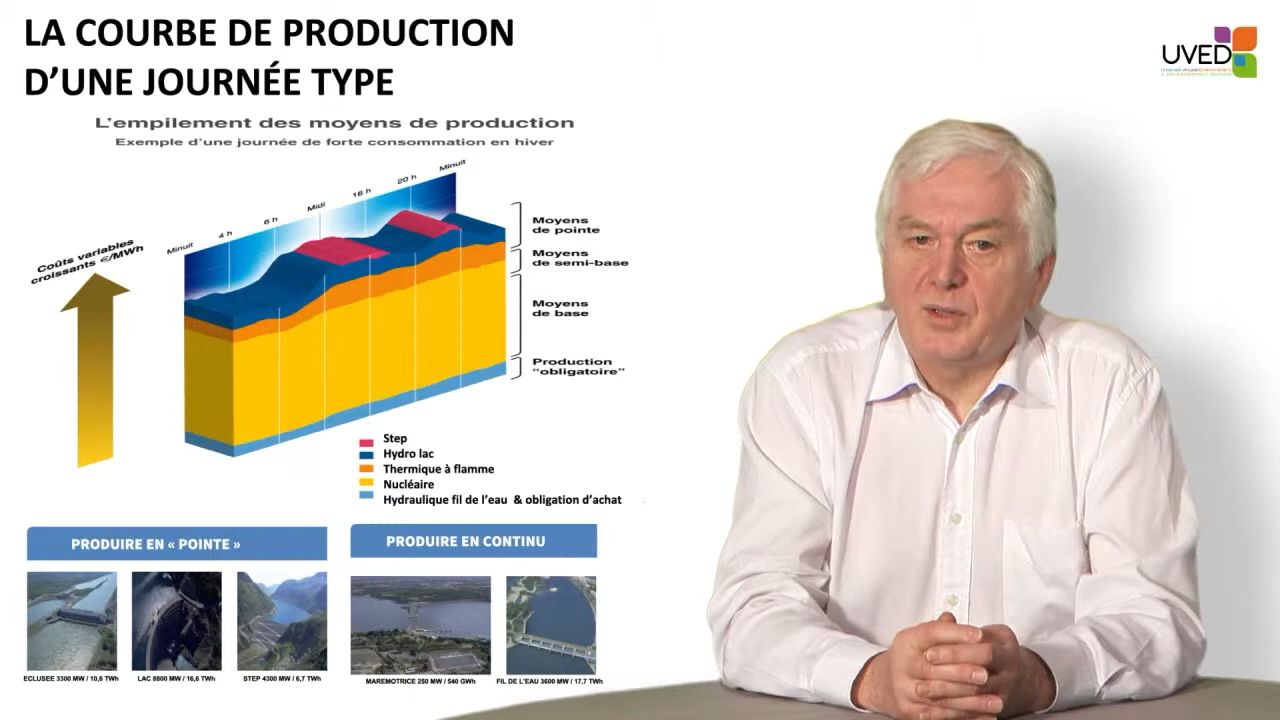 LA COURBE DE PRODUCTION
D’UNE JOURNÉE TYPE
UVED
L’empilement des moyens de production
Exemple d’une journée de forte consommation en hiver
Coûts variables
croissants €/MWh
Minuit
4 h
6 h
Midi
16 h
20 h
Minuit
Moyens
de pointe
Moyens
de semi-base
Moyens
de base
Production
“obligatoire”
Step
Hydro lac
Thermique à flamme
Nucléaire
Hydraulique fil de l’eau & obligation d’achat
PRODUIRE EN « POINTE »
PRODUIRE EN CONTINU
ECLUSEE 3300 MW / 10,6 TWh
LAC 8800 MW / 16,6 TWh
STEP 4300 MW / 6,7 TWh
MAREMOTRICE 250 MW / 540 GWh
FIL DE L’EAU 3600 MW / 17,7 TWh